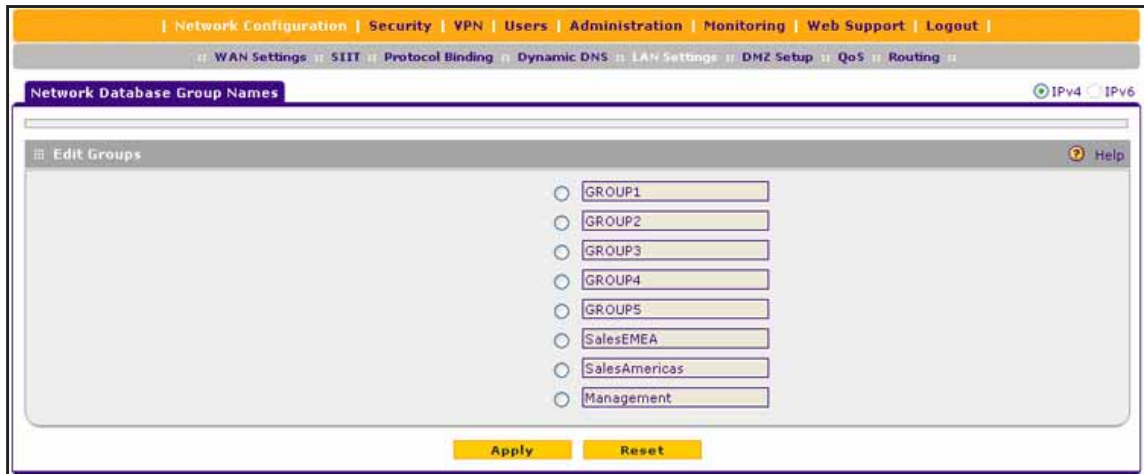 | Network Configuration | Security | VPN | Users | Administration | Monitoring | Web Support | Logout |
:: WAN Settings :: SIIT :: Protocol Binding :: Dynamic DNS :: LAN Settings :: DMZ Setup :: QoS :: Routing ::
Network Database Group Names IPv4 IPv6
Edit Groups Help
GROUP1
GROUP2
GROUP3
GROUP4
GROUP5
SalesEMEA
SalesAmericas
Management
Apply Reset